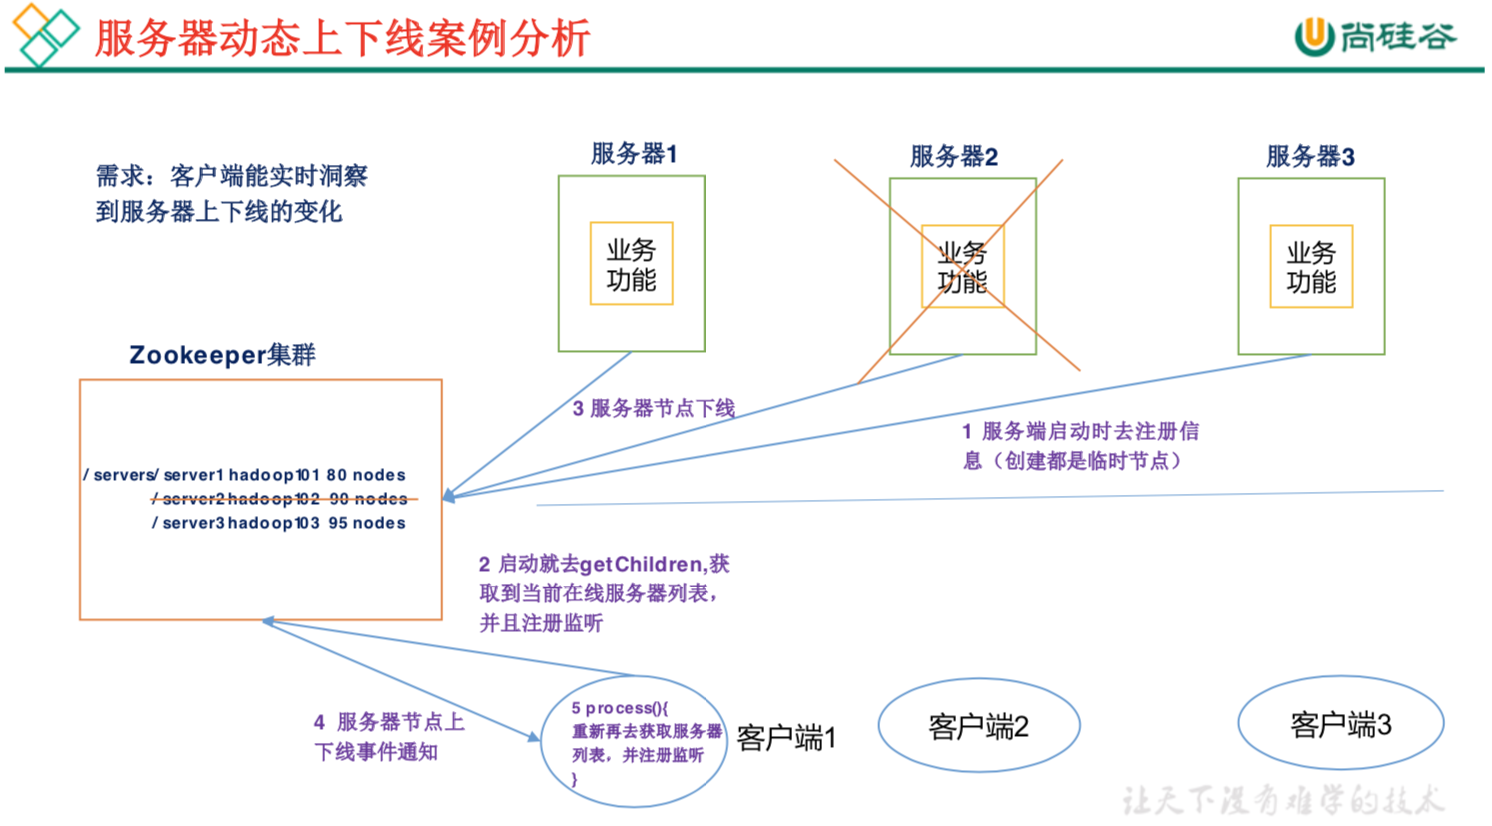 服务器动态上下线案例分析
尚硅谷
需求：客户端能实时洞察
到服务器上下线的变化
服务器1
服务器2
服务器3
业务
功能
业务
功能
业务
功能
Zookeeper集群
/servers/server1 hadoop101 80 nodes
/server2 hadoop102 90 nodes
/server3 hadoop103 95 nodes
3 服务器节点下线
1 服务端启动时去注册信
息（创建都是临时节点）
2 启动就去getChildren,获
取到当前在线服务器列表，
并且注册监听
4 服务器节点上
下线事件通知
5 process(){
重新再去获取服务器
列表，并注册监听
}
客户端1
客户端2
客户端3
让天下没有难学的技术